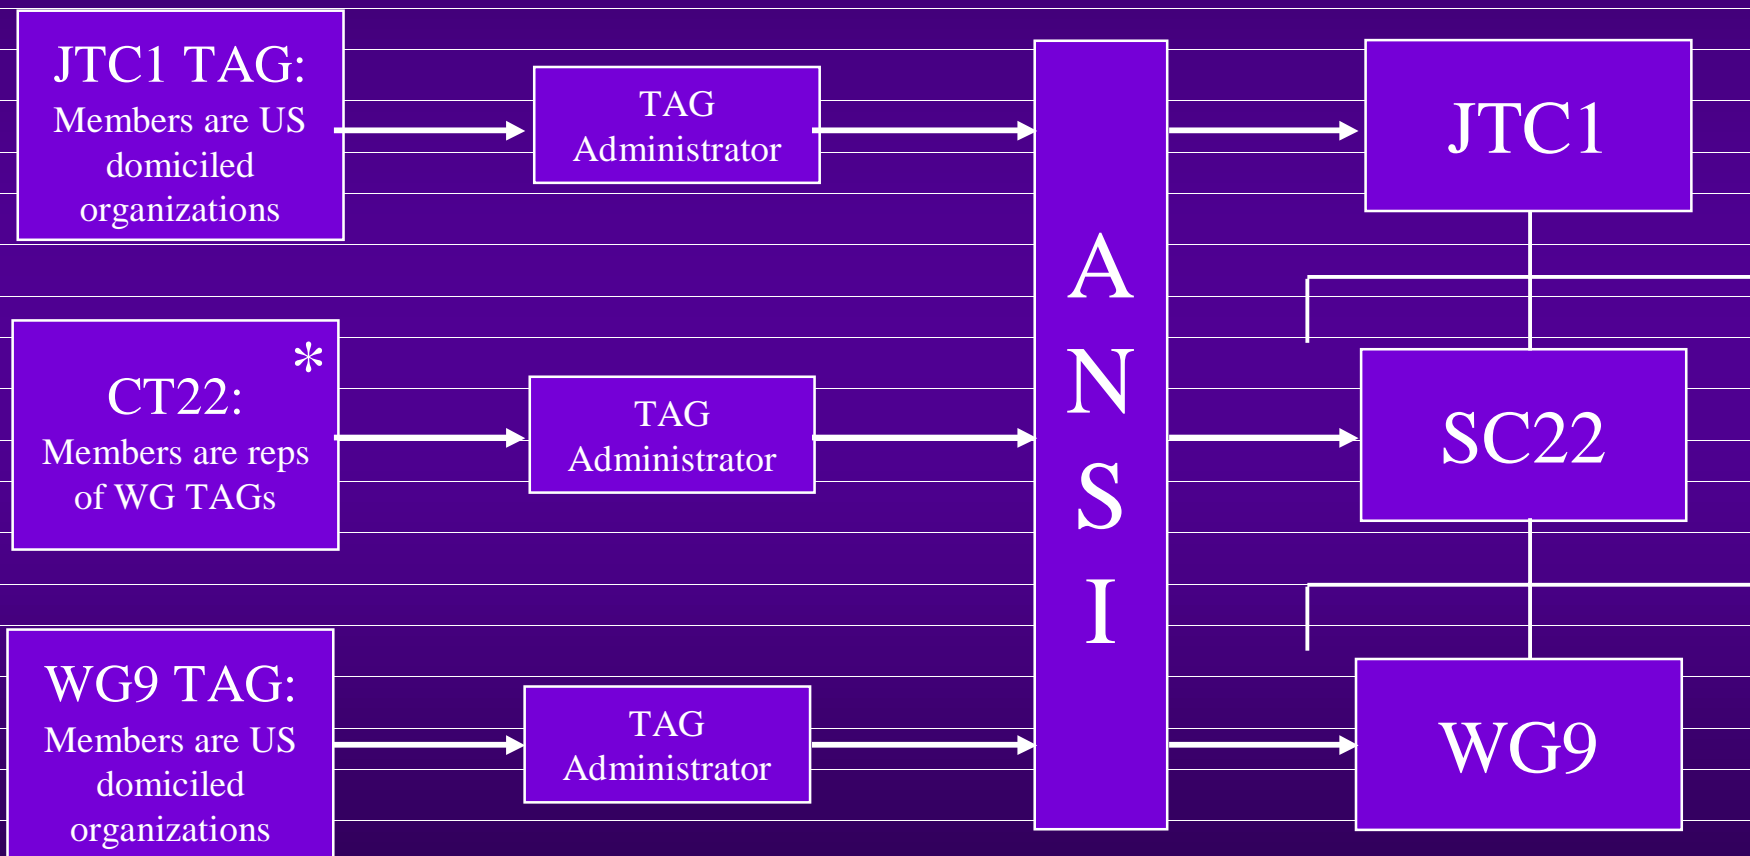 JTC1 TAG:
Members are US
domiciled
organizations
TAG
Administrator
JTC1
CT22:
*
Members are reps
of WG TAGs
TAG
Administrator
SC22
WG9 TAG:
Members are US
domiciled
organizations
TAG
Administrator
WG9
A
N
S
I